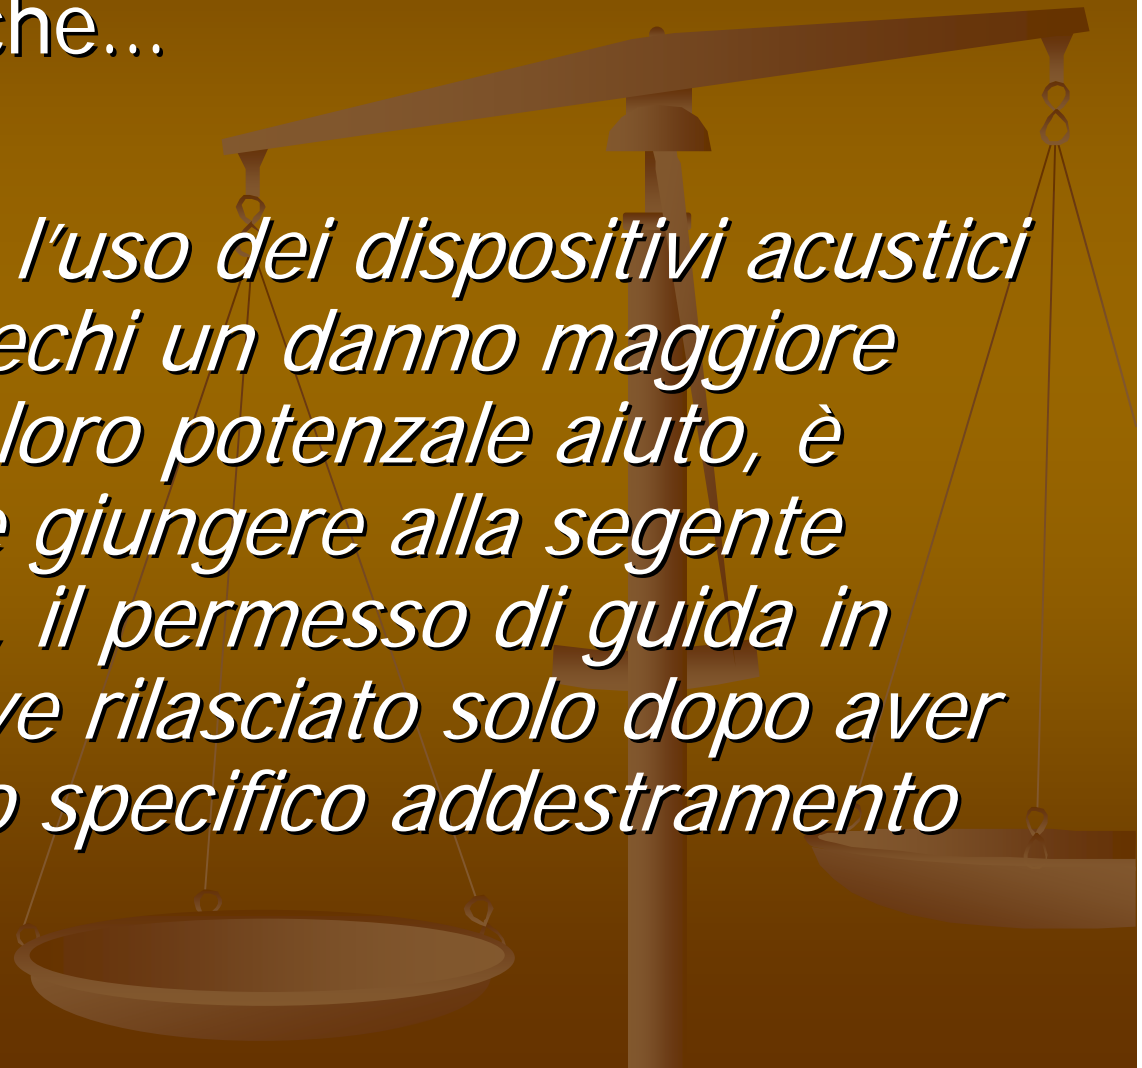 che...
l'uso dei dispositivi acustici
echi un danno maggiore
loro potenzale aiuto, è
e giungere alla segente
, il permesso di guida in
ve rilasciato solo dopo aver
o specifico addestramento